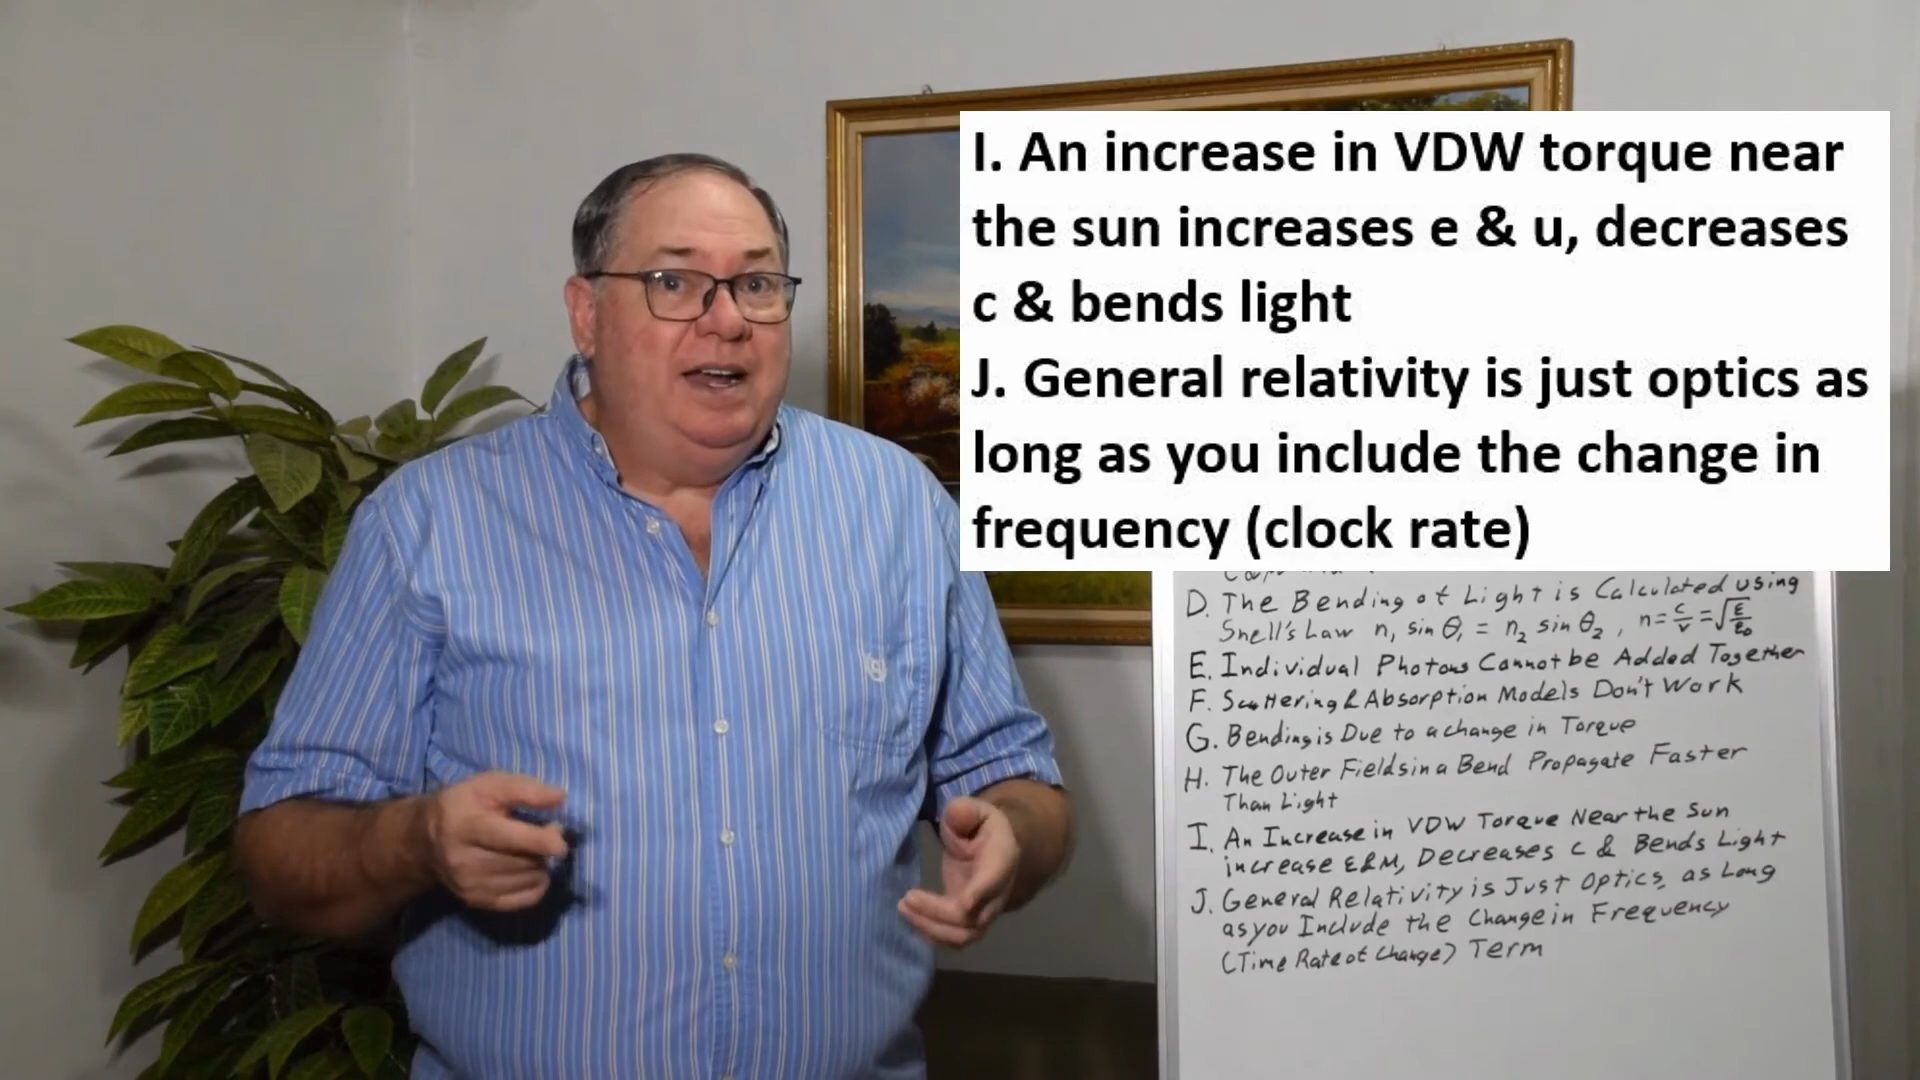 I. An increase in VDW torque near
the sun increases e & u, decreases
c & bends light
J. General relativity is just optics as
long as you include the change in
frequency (clock rate)
D. The Bending of Light is Calculated using
Snell's Law n₁ sin θ₁ = n₂ sin θ₂ , n = c/v = √(ε/ε₀)
E. Individual Photons Cannot be Added Together
F. Scattering & Absorption Models Don't Work
G. Bending is Due to a change in Torque
H. The Outer Fields in a Bend Propagate Faster
Than Light
I. An Increase in VDW Torque Near the Sun
increase ε & M, Decreases c & Bends Light
J. General Relativity is Just Optics, as Long
as you Include the Change in Frequency
(Time Rate of Change) Term